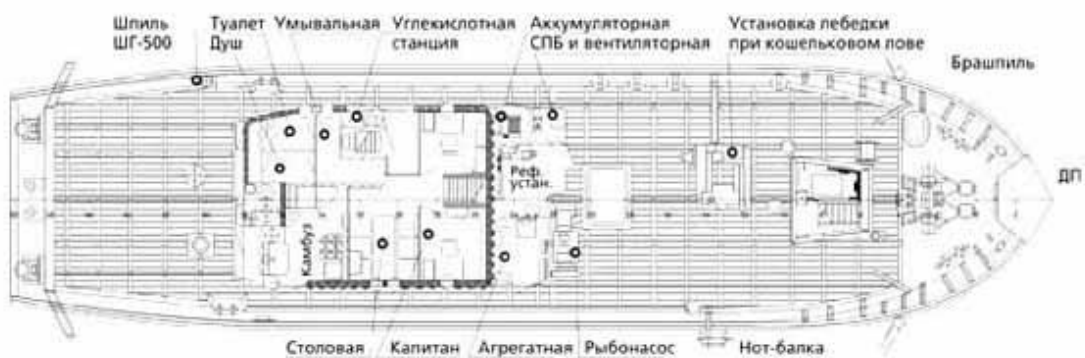 Шпиль
ШГ-500
Туалет
Душ
Умывальная
Углекислотная
станция
Аккумуляторная
СПБ и вентиляторная
Установка лебедки
при кошельковом лове
Брашпиль
ДП
Реф.
устан.
Камбуз
Столовая
Капитан
Агрегатная
Рыбонасос
Нот-балка